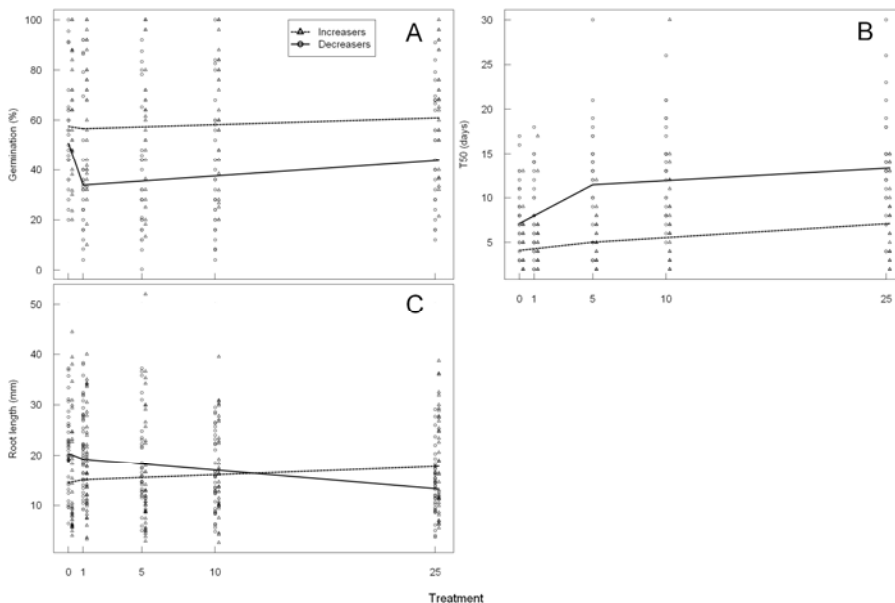 A
Increasers
Decreasers
Germination (%)
100
80
60
40
20
0
B
T50 (days)
30
25
20
15
10
5
0 1 5 10 25
C
Root length (mm)
50
40
30
20
10
0 1 5 10 25
Treatment